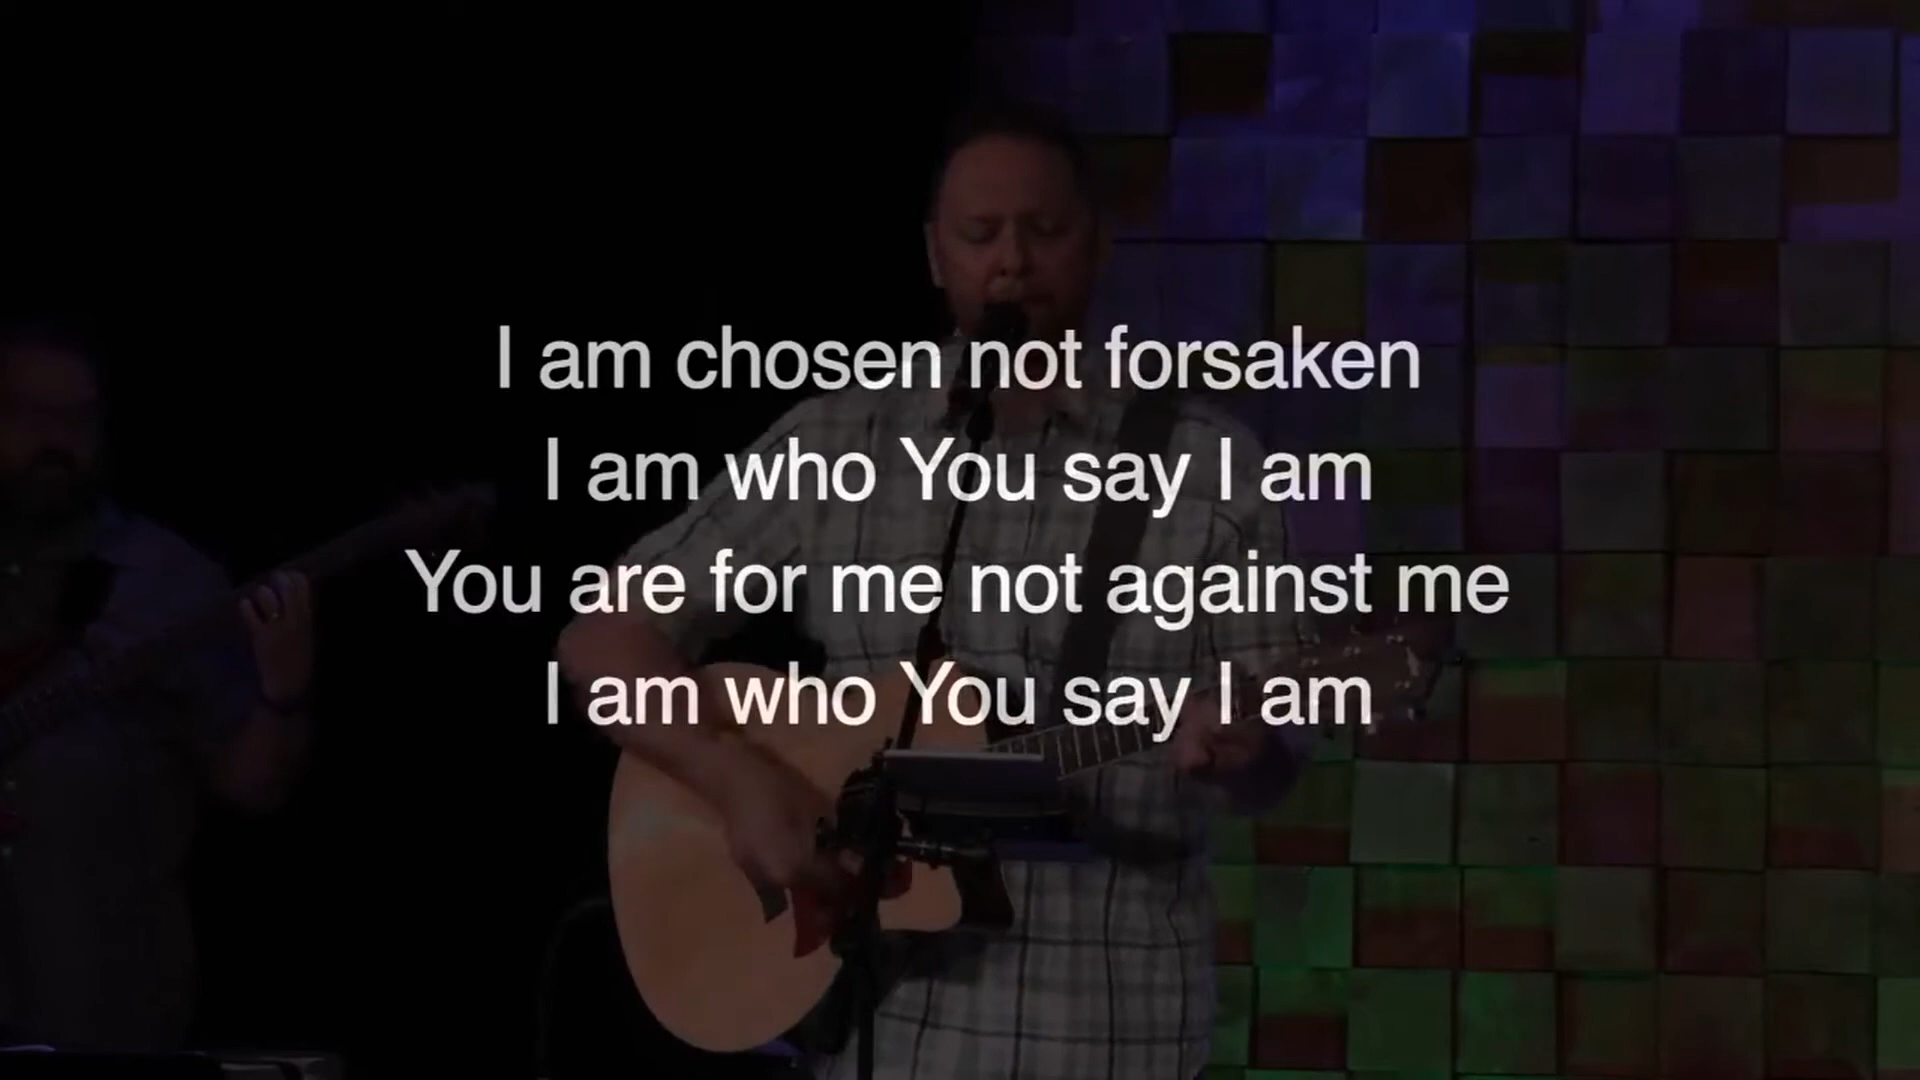 I am chosen not forsaken
I am who You say I am
You are for me not against me
I am who You say I am